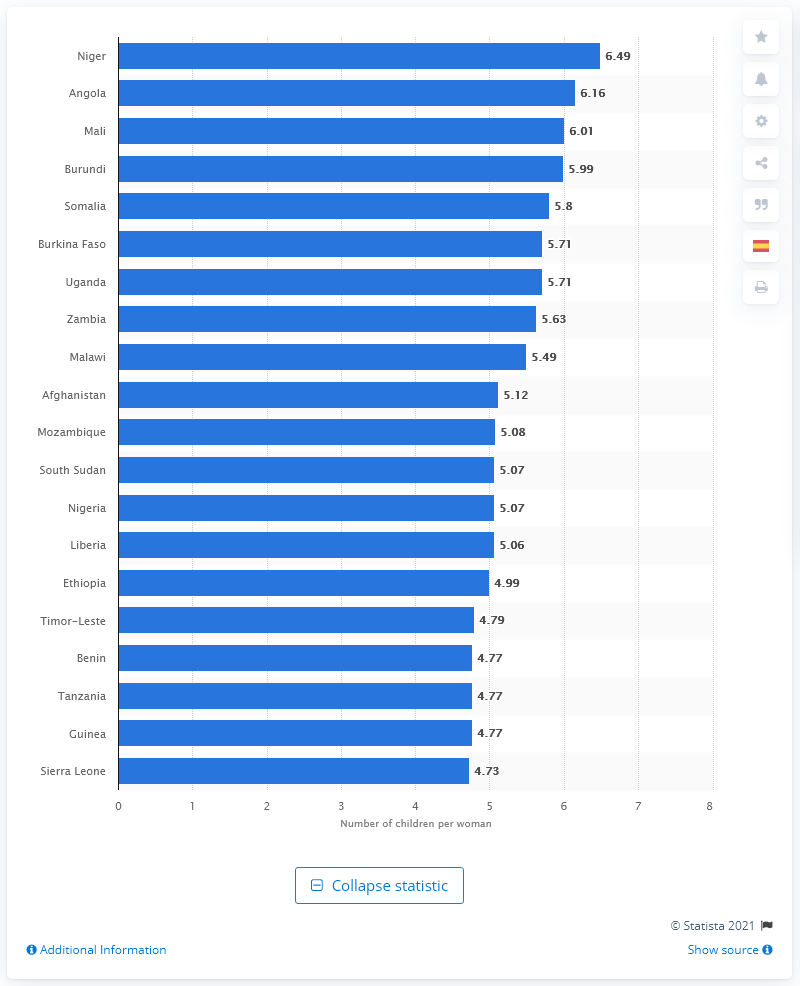 Niger 6.49
Angola 6.16
Mali 6.01
Burundi 5.99
Somalia 5.8
Burkina Faso 5.71
Uganda 5.71
Zambia 5.63
Malawi 5.49
Afghanistan 5.12
Mozambique 5.08
South Sudan 5.07
Nigeria 5.07
Liberia 5.06
Ethiopia 4.99
Timor-Leste 4.79
Benin 4.77
Tanzania 4.77
Guinea 4.77
Sierra Leone 4.73
0 1 2 3 4 5 6 7 8
Number of children per woman
Collapse statistic
© Statista 2021
Additional Information Show source